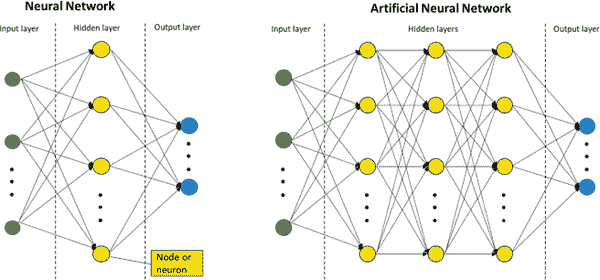 Neural Network
Input layer
Hidden layer
Output layer
Node or
neuron
Artificial Neural Network
Input layer
Hidden layers
Output layer